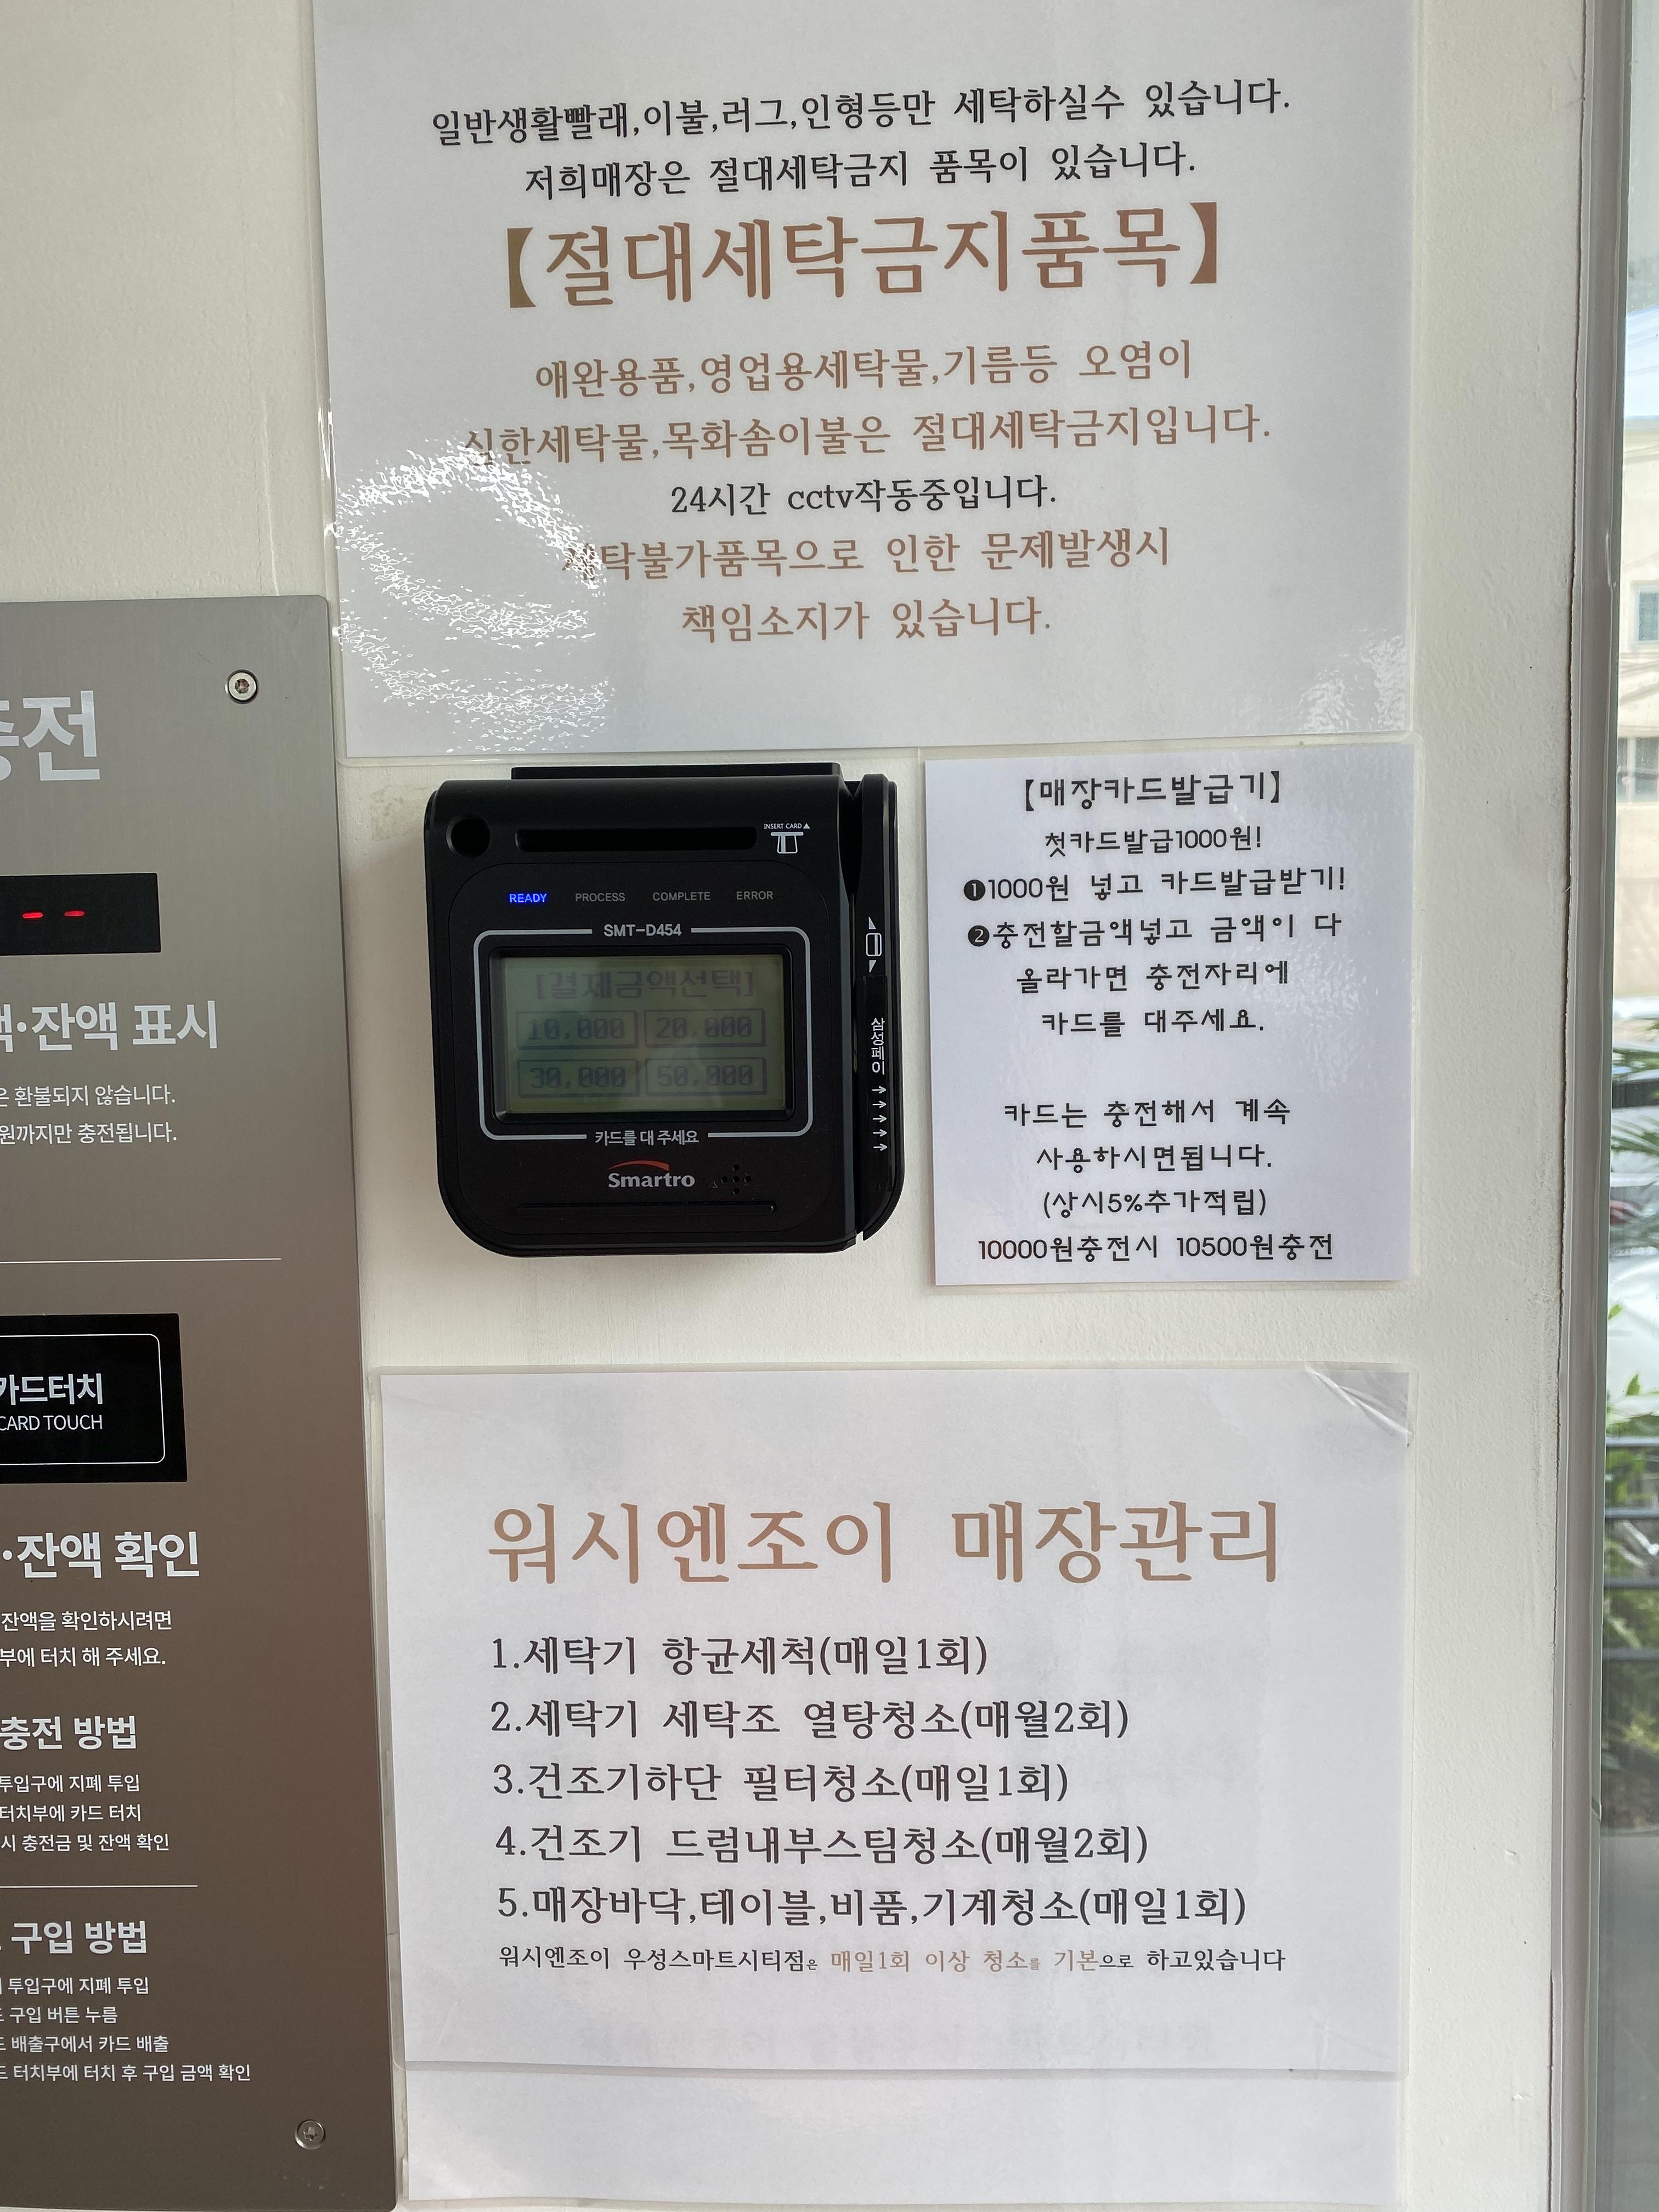 일반생활빨래,이불,러그,인형등만 세탁하실수 있습니다.
저희매장은 절대세탁금지 품목이 있습니다.
【절대세탁금지품목】
애완용품,영업용세탁물,기름등 오염이
심한세탁물,목화솜이불은 절대세탁금지입니다.
24시간 cctv작동중입니다.
세탁불가품목으로 인한 문제발생시
책임소지가 있습니다.
INSERT CARD
READY PROCESS COMPLETE ERROR
SMT-D454
[결제금액선택]
10,000 20,000
30,000 50,000
카드를 대 주세요
Smartro
삼성페이
【매장카드발급기】
첫카드발급1000원!
❶1000원 넣고 카드발급받기!
❷충전할금액넣고 금액이 다
올라가면 충전자리에
카드를 대주세요.
카드는 충전해서 계속
사용하시면됩니다.
(상시5%추가적립)
10000원충전시 10500원충전
워시엔조이 매장관리
1.세탁기 항균세척(매일1회)
2.세탁기 세탁조 열탕청소(매월2회)
3.건조기하단 필터청소(매일1회)
4.건조기 드럼내부스팀청소(매월2회)
5.매장바닥,테이블,비품,기계청소(매일1회)
워시엔조이 우성스마트시티점은 매일1회 이상 청소를 기본으로 하고있습니다
충전
·잔액 표시
은 환불되지 않습니다.
원까지만 충전됩니다.
카드터치
CARD TOUCH
·잔액 확인
잔액을 확인하시려면
부에 터치 해 주세요.
충전 방법
투입구에 지폐 투입
터치부에 카드 터치
시 충전금 및 잔액 확인
구입 방법
투입구에 지폐 투입
구입 버튼 누름
배출구에서 카드 배출
터치부에 터치 후 구입 금액 확인